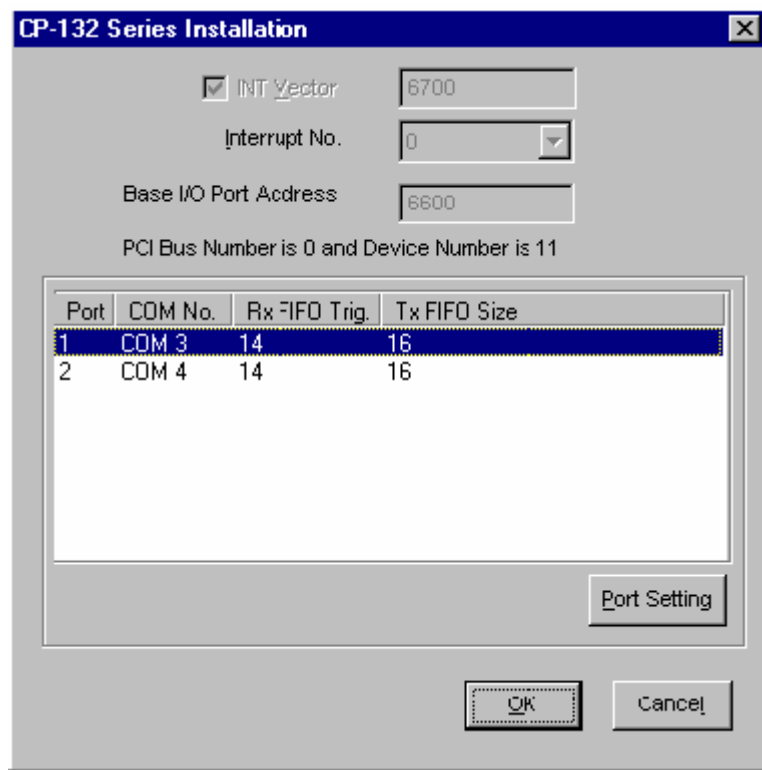 CP-132 Series Installation
INT Vector 6700
Interrupt No. 0
Base I/O Port Address 6600
PCI Bus Number is 0 and Device Number is 11
Port COM No. Rx FIFO Trig. Tx FIFO Size
1 COM 3 14 16
2 COM 4 14 16
Port Setting
OK Cancel